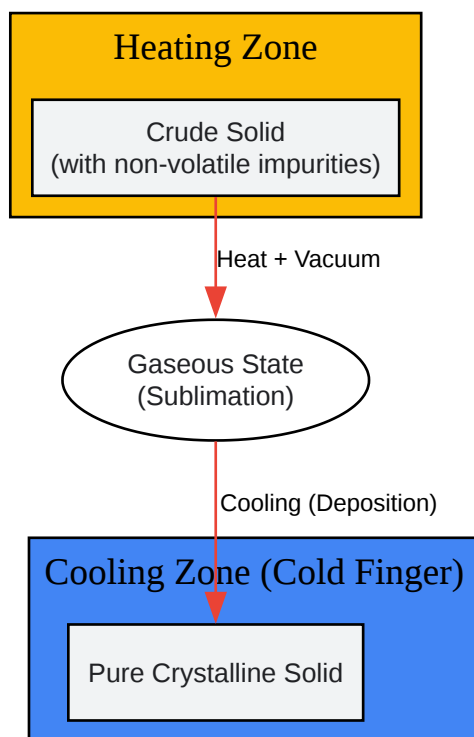 Heating Zone
Crude Solid
(with non-volatile impurities)
Heat + Vacuum
Gaseous State
(Sublimation)
Cooling (Deposition)
Cooling Zone (Cold Finger)
Pure Crystalline Solid